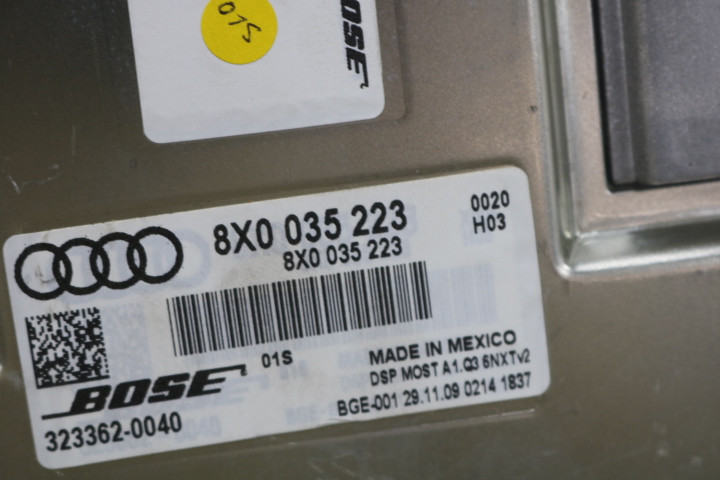 01S
BOSE
8X0 035 223
8X0 035 223
0020
H03
01S
MADE IN MEXICO
DSP MOST A1.Q3 6NXTv2
BGE-001 29.11.09 0214 1837
BOSE
323362-0040